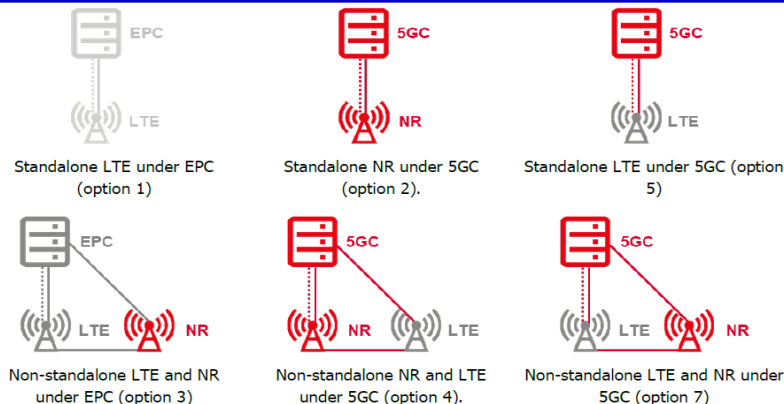 EPC
5GC
5GC
LTE
NR
LTE
Standalone LTE under EPC
(option 1)
Standalone NR under 5GC
(option 2).
Standalone LTE under 5GC (option
5)
EPC
5GC
5GC
LTE
NR
NR
LTE
LTE
NR
Non-standalone LTE and NR
under EPC (option 3)
Non-standalone NR and LTE
under 5GC (option 4).
Non-standalone LTE and NR under
5GC (option 7)